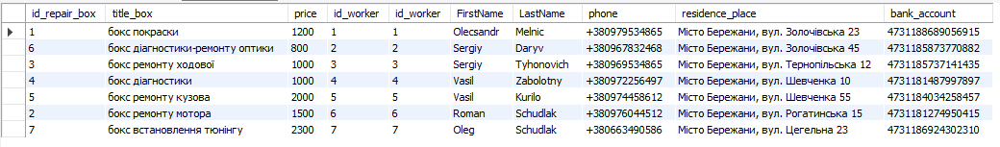 id_repair_box title_box price id_worker id_worker FirstName LastName phone residence_place bank_account
1 бокс покраски 1200 1 1 Olecsandr Melnic +380979534865 Місто Бережани, вул. Золочівська 23 4731188689056915
6 бокс діагностики-ремонту оптики 800 2 2 Sergiy Daryv +380967832468 Місто Бережани, вул. Золочівська 45 4731185873770882
3 бокс ремонту ходової 1000 3 3 Sergiy Tyhonovich +380969534865 Місто Бережани, вул. Тернопільська 12 4731185737141435
4 бокс діагностики 1000 4 4 Vasil Zabolotny +380972256497 Місто Бережани, вул. Шевченка 10 4731181487997897
5 бокс ремонту кузова 2000 5 5 Vasil Kurilo +380974458612 Місто Бережани, вул. Шевченка 55 4731184034258457
2 бокс ремонту мотора 1500 6 6 Roman Schudlak +380976044512 Місто Бережани, вул. Рогатинська 15 4731181274950415
7 бокс встановлення тюнінгу 2300 7 7 Oleg Schudlak +380663490586 Місто Бережани, вул. Цегельна 23 4731186924302310